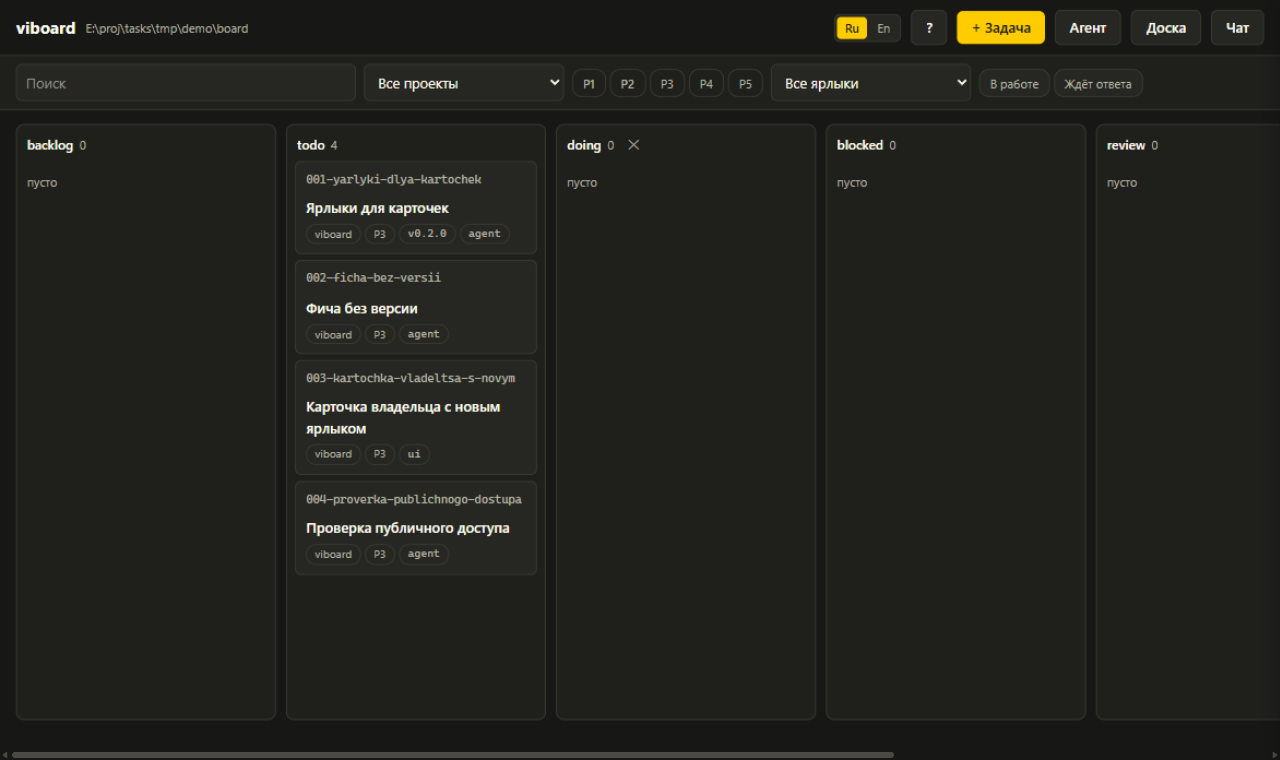 viboard E:\proj\tasks\tmp\demo\board Ru En ? + Задача Агент Доска Чат
Поиск Все проекты P1 P2 P3 P4 P5 Все ярлыки В работе Ждёт ответа
backlog 0
пусто
todo 4
001-yarlyki-dlya-kartochek
Ярлыки для карточек
viboard P3 v0.2.0 agent
002-ficha-bez-versii
Фича без версии
viboard P3 agent
003-kartochka-vladeltsa-s-novym
Карточка владельца с новым
ярлыком
viboard P3 ui
004-proverka-publichnogo-dostupa
Проверка публичного доступа
viboard P3 agent
doing 0 ×
пусто
blocked 0
пусто
review 0
пусто